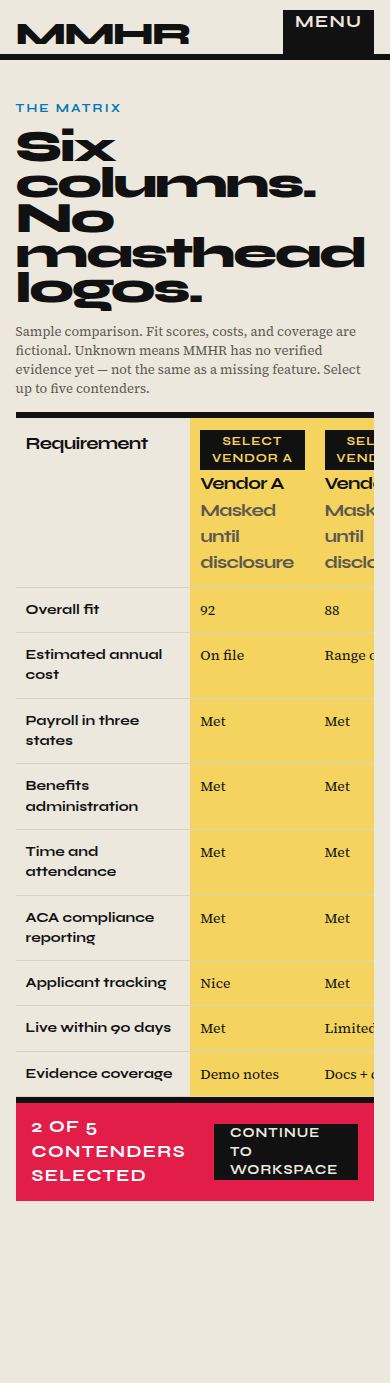 MMHR
MENU
THE MATRIX
Six
columns.
No
masthead
logos.
Sample comparison. Fit scores, costs, and coverage are
fictional. Unknown means MMHR has no verified
evidence yet — not the same as a missing feature. Select
up to five contenders.
Requirement
SELECT
VENDOR A
Vendor A
Masked
until
disclosure
Overall fit 92 88
Estimated annual
cost
On file Range
Payroll in three
states
Met Met
Benefits
administration
Met Met
Time and
attendance
Met Met
ACA compliance
reporting
Met Met
Applicant tracking Nice Met
Live within 90 days Met Limited
Evidence coverage Demo notes Docs +
2 OF 5
CONTENDERS
SELECTED
CONTINUE
TO
WORKSPACE